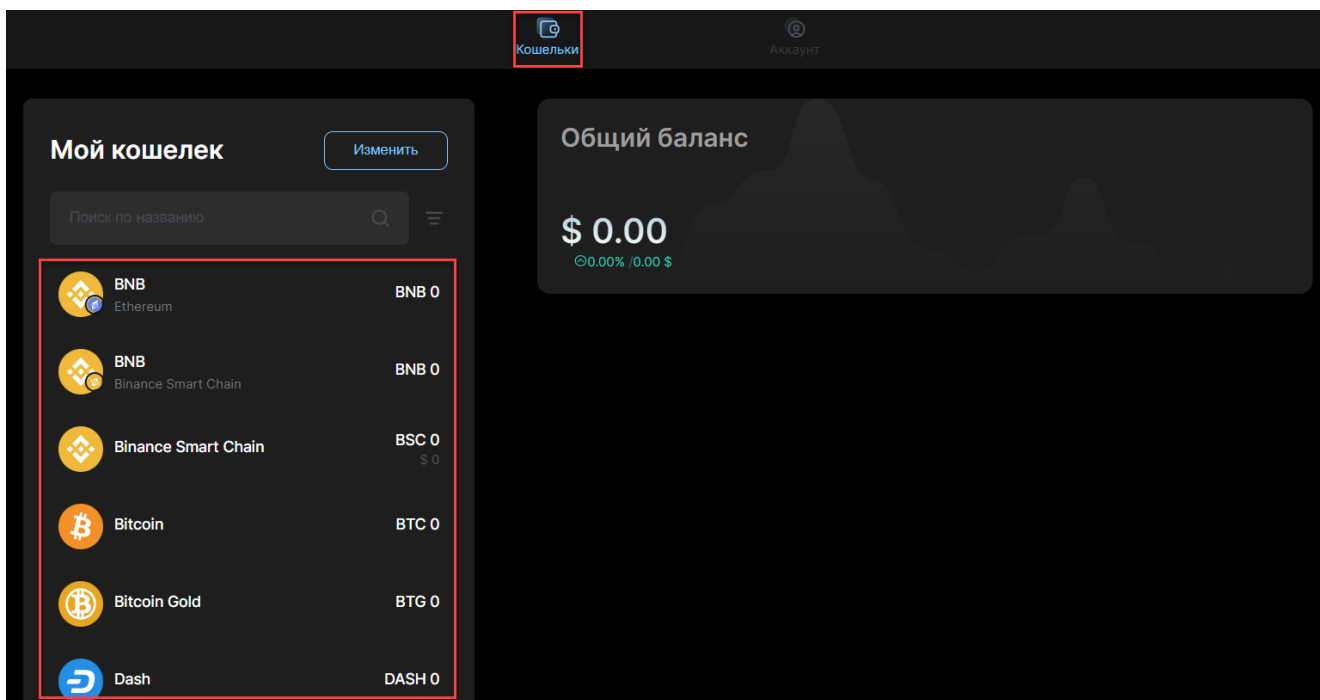 Кошельки
Аккаунт
Мой кошелек
Изменить
Поиск по названию
BNB
Ethereum
BNB 0
BNB
Binance Smart Chain
BNB 0
Binance Smart Chain
BSC 0
$ 0
Bitcoin
BTC 0
Bitcoin Gold
BTG 0
Dash
DASH 0
Общий баланс
$ 0.00
0.00% /0.00 $